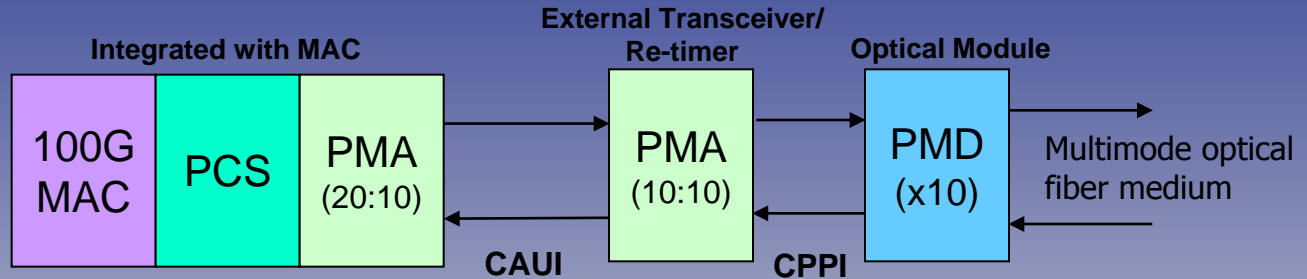 External Transceiver/
Re-timer
Integrated with MAC
Optical Module
100G
MAC
PCS
PMA
(20:10)
PMA
(10:10)
PMD
(x10)
Multimode optical
fiber medium
CAUI
CPPI